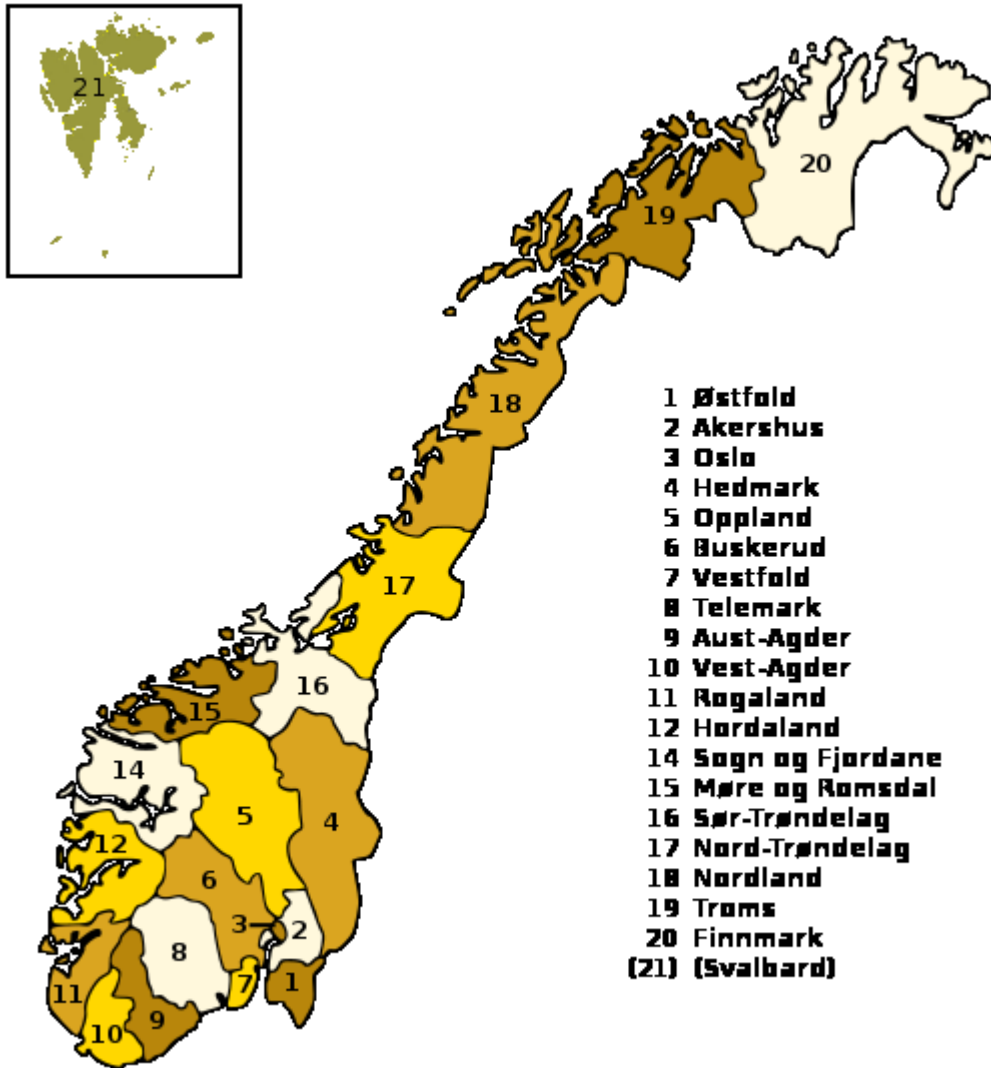 21
20
19
18
17
16
15
14
5
4
12
6
3
2
8
7
1
11
10
9
1 Østfold
2 Akershus
3 Oslo
4 Hedmark
5 Oppland
6 Buskerud
7 Vestfold
8 Telemark
9 Aust-Agder
10 Vest-Agder
11 Rogaland
12 Hordaland
14 Sogn og Fjordane
15 Møre og Romsdal
16 Sør-Trøndelag
17 Nord-Trøndelag
18 Nordland
19 Troms
20 Finnmark
(21) (Svalbard)